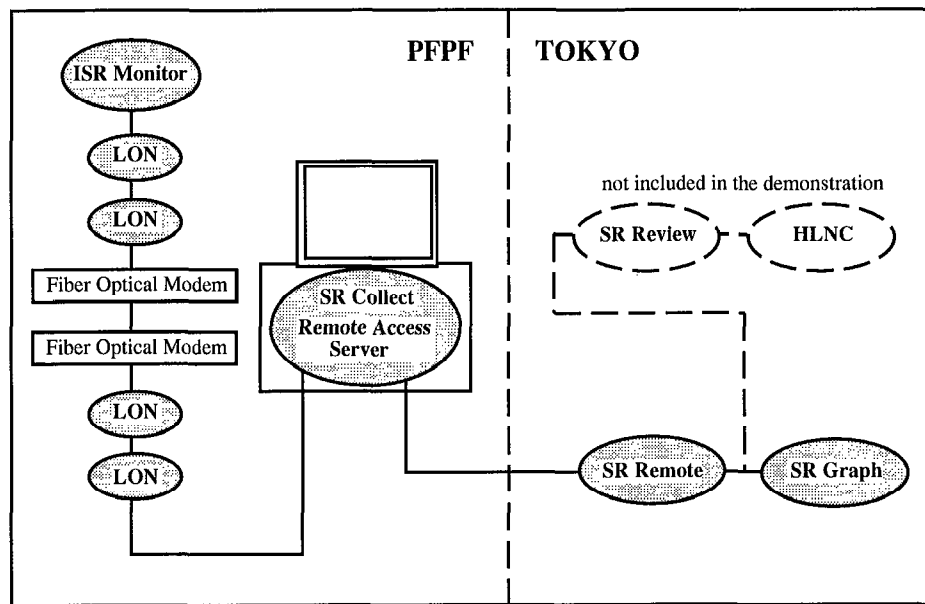 PFPF
TOKYO
ISR Monitor
LON
LON
Fiber Optical Modem
Fiber Optical Modem
LON
LON
SR Collect
Remote Access
Server
not included in the demonstration
SR Review
HLNC
SR Remote
SR Graph